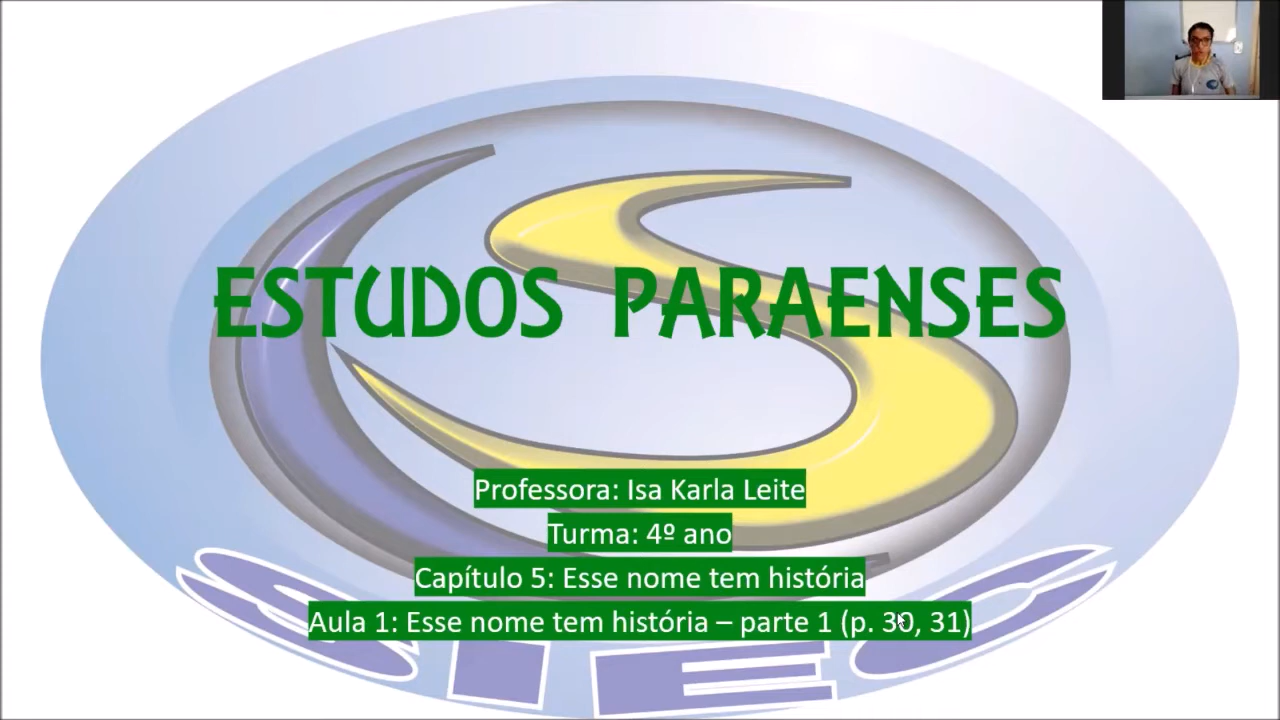 ESTUDOS PARAENSES
Professora: Isa Karla Leite
Turma: 4º ano
Capítulo 5: Esse nome tem história
Aula 1: Esse nome tem história – parte 1 (p. 30, 31)
SIEC